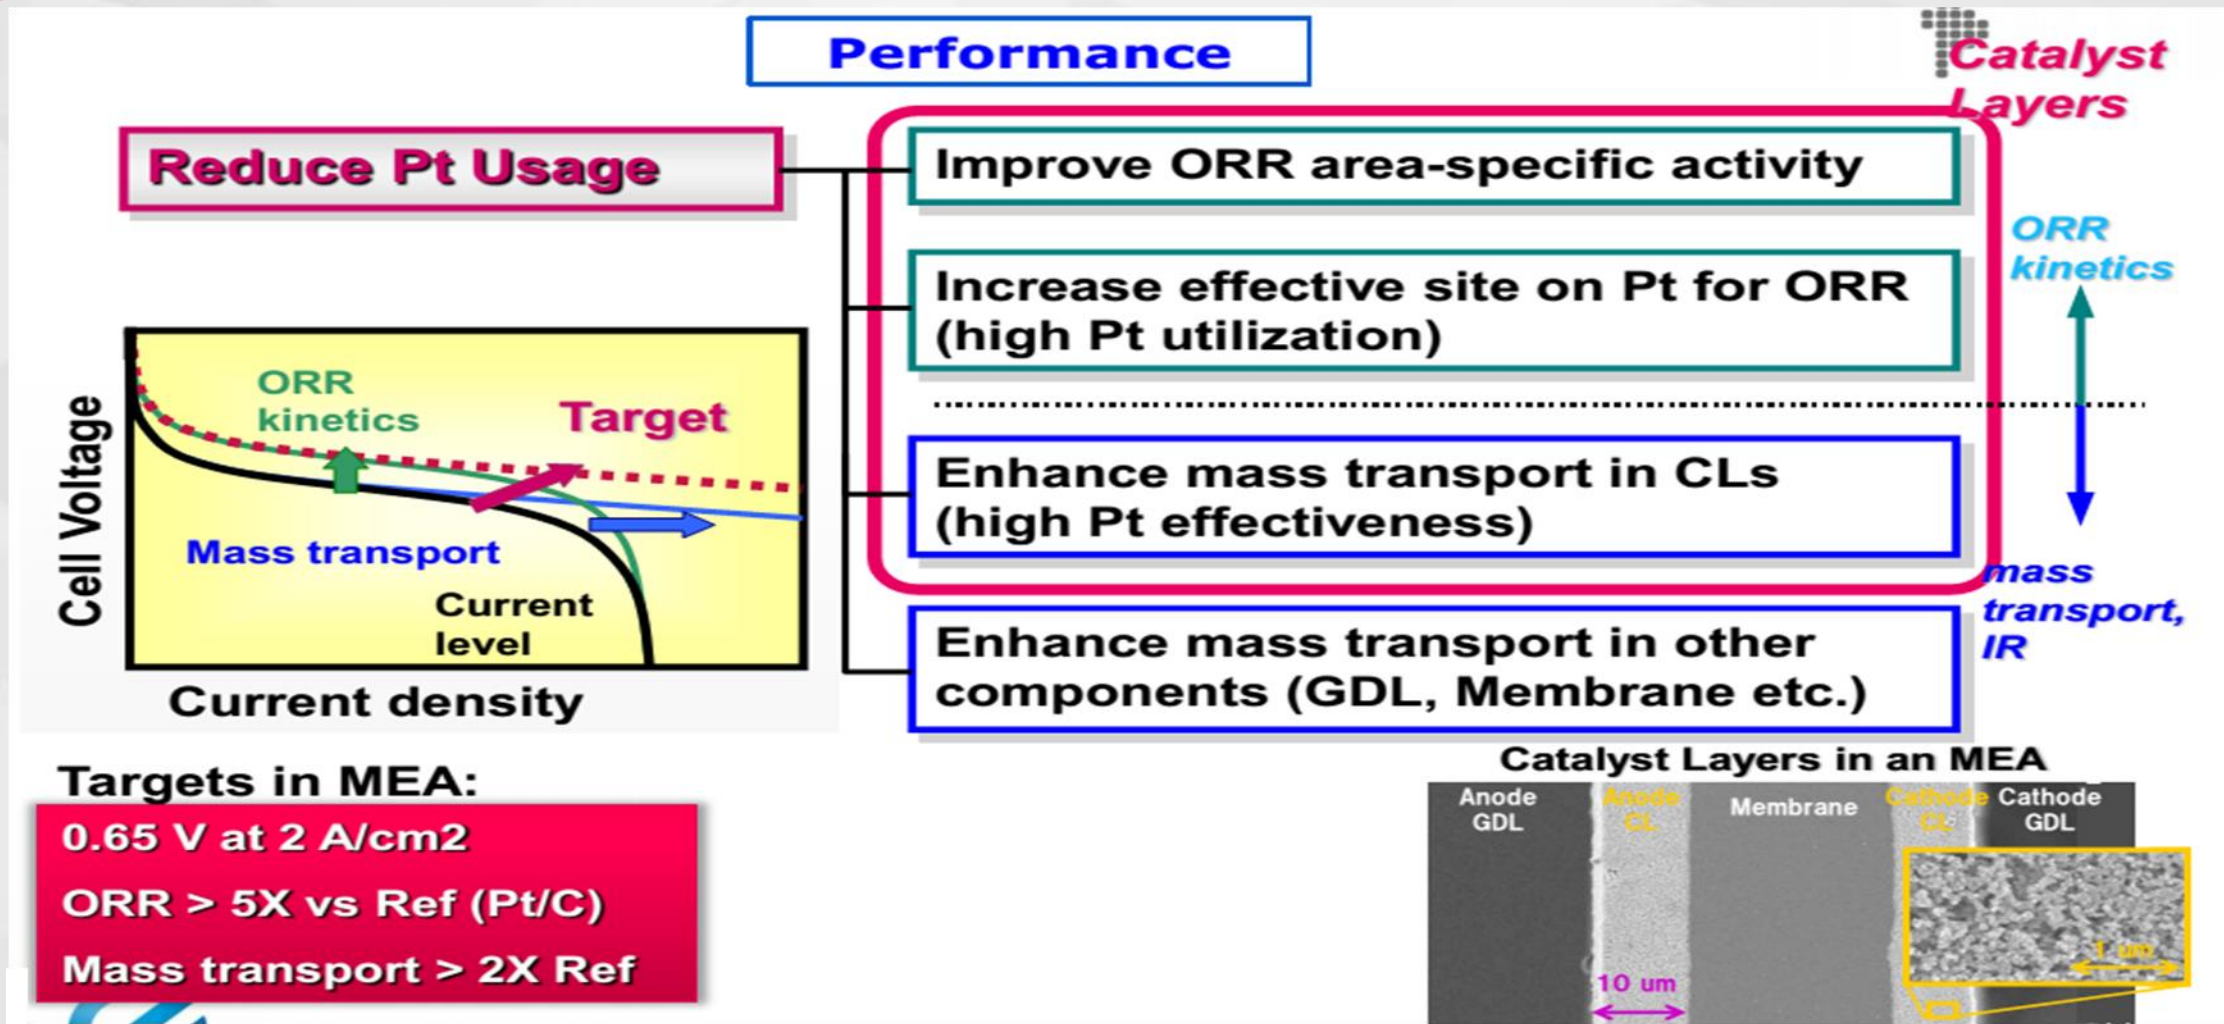 Performance
Catalyst
Layers
Reduce Pt Usage
Improve ORR area-specific activity
Increase effective site on Pt for ORR
(high Pt utilization)
Enhance mass transport in CLs
(high Pt effectiveness)
Enhance mass transport in other
components (GDL, Membrane etc.)
ORR
kinetics
mass
transport,
IR
Cell Voltage
ORR
kinetics
Target
Mass transport
Current
level
Current density
Targets in MEA:
0.65 V at 2 A/cm2
ORR > 5X vs Ref (Pt/C)
Mass transport > 2X Ref
Catalyst Layers in an MEA
Anode
GDL
Anode
CL
Membrane
Cathode
CL
Cathode
GDL
1 um
10 um